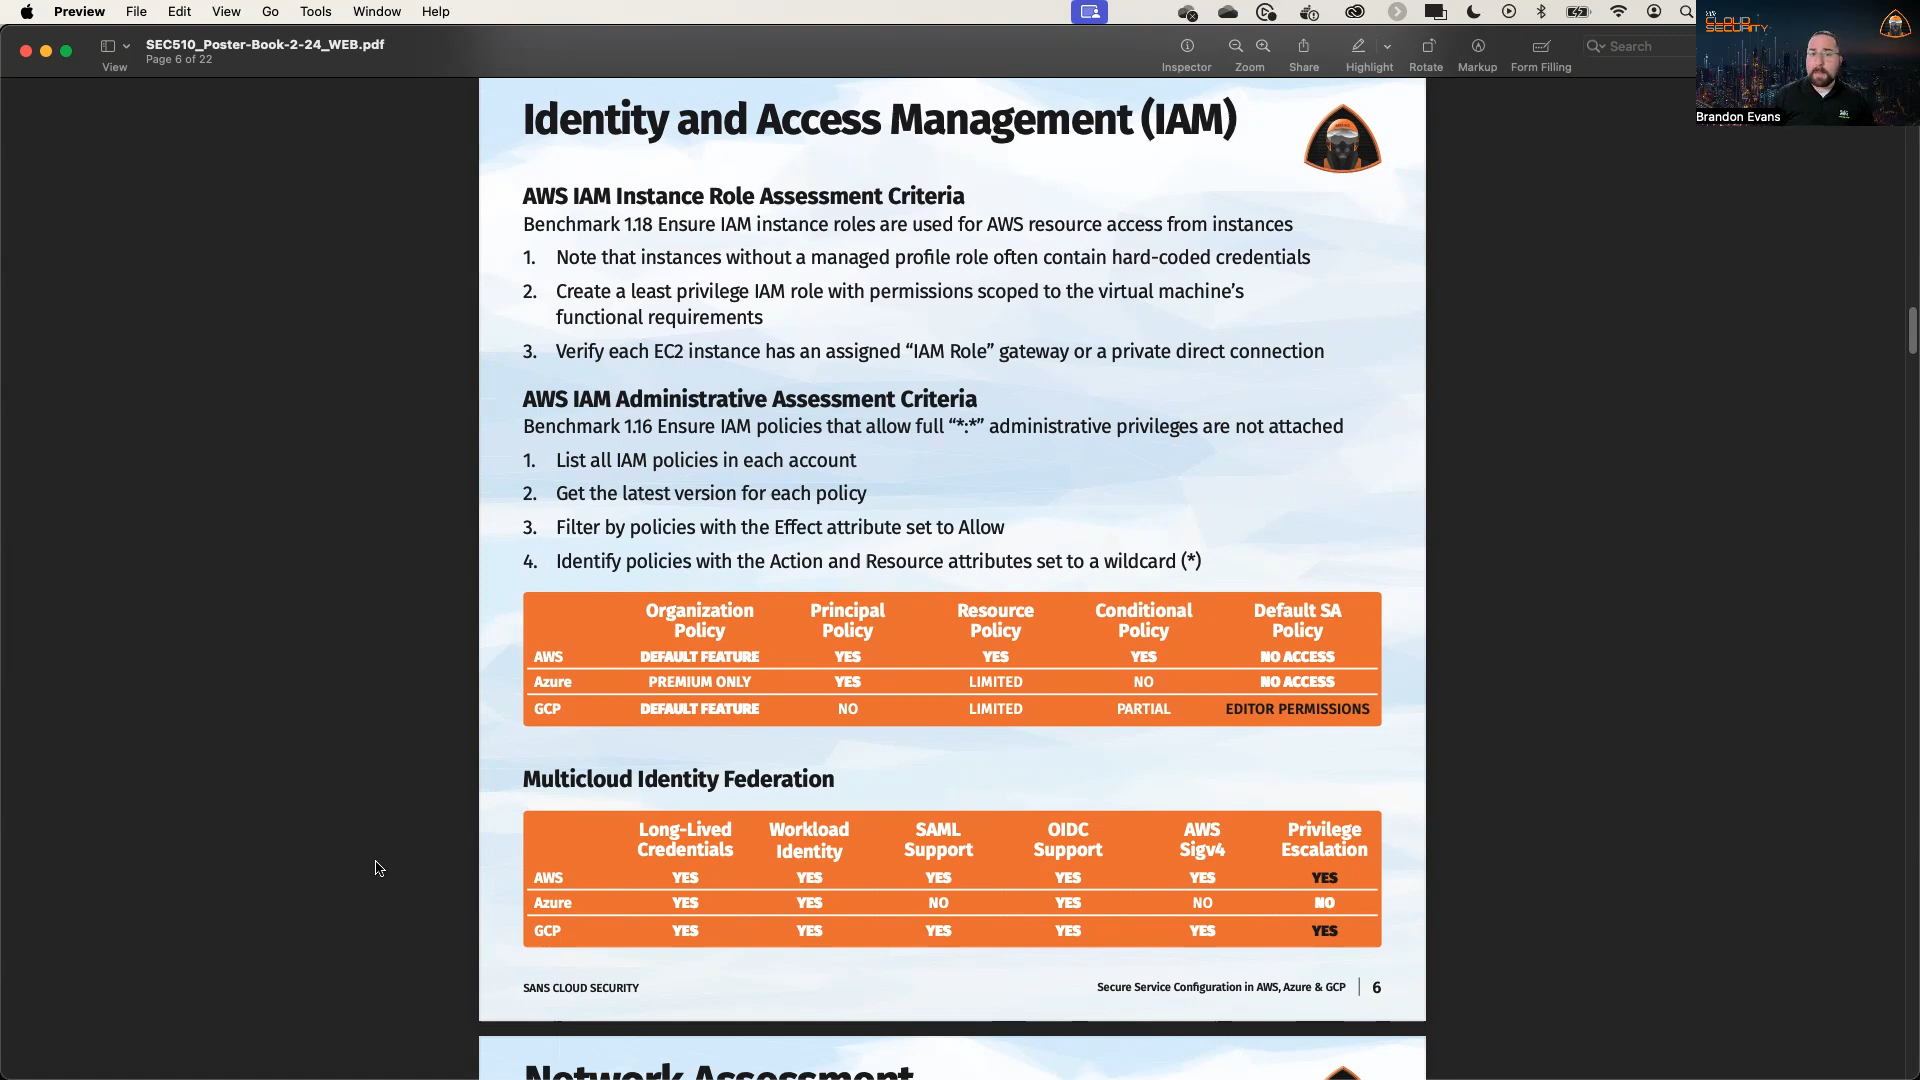 Preview File Edit View Go Tools Window Help
SEC510_Poster-Book-2-24_WEB.pdf
Page 6 of 22
View
Inspector Zoom Share Highlight Rotate Markup Form Filling
Search
CLOUD
SECURITY
Brandon Evans
Identity and Access Management (IAM)
AWS IAM Instance Role Assessment Criteria
Benchmark 1.18 Ensure IAM instance roles are used for AWS resource access from instances
1. Note that instances without a managed profile role often contain hard-coded credentials
2. Create a least privilege IAM role with permissions scoped to the virtual machine’s
functional requirements
3. Verify each EC2 instance has an assigned “IAM Role” gateway or a private direct connection
AWS IAM Administrative Assessment Criteria
Benchmark 1.16 Ensure IAM policies that allow full “*:*” administrative privileges are not attached
1. List all IAM policies in each account
2. Get the latest version for each policy
3. Filter by policies with the Effect attribute set to Allow
4. Identify policies with the Action and Resource attributes set to a wildcard (*)
Organization Policy Principal Policy Resource Policy Conditional Policy Default SA Policy
AWS DEFAULT FEATURE YES YES YES NO ACCESS
Azure PREMIUM ONLY YES LIMITED NO NO ACCESS
GCP DEFAULT FEATURE NO LIMITED PARTIAL EDITOR PERMISSIONS
Multicloud Identity Federation
Long-Lived Credentials Workload Identity SAML Support OIDC Support AWS Sigv4 Privilege Escalation
AWS YES YES YES YES YES YES
Azure YES YES NO YES NO NO
GCP YES YES YES YES YES YES
SANS CLOUD SECURITY
Secure Service Configuration in AWS, Azure & GCP | 6
Network Assessment